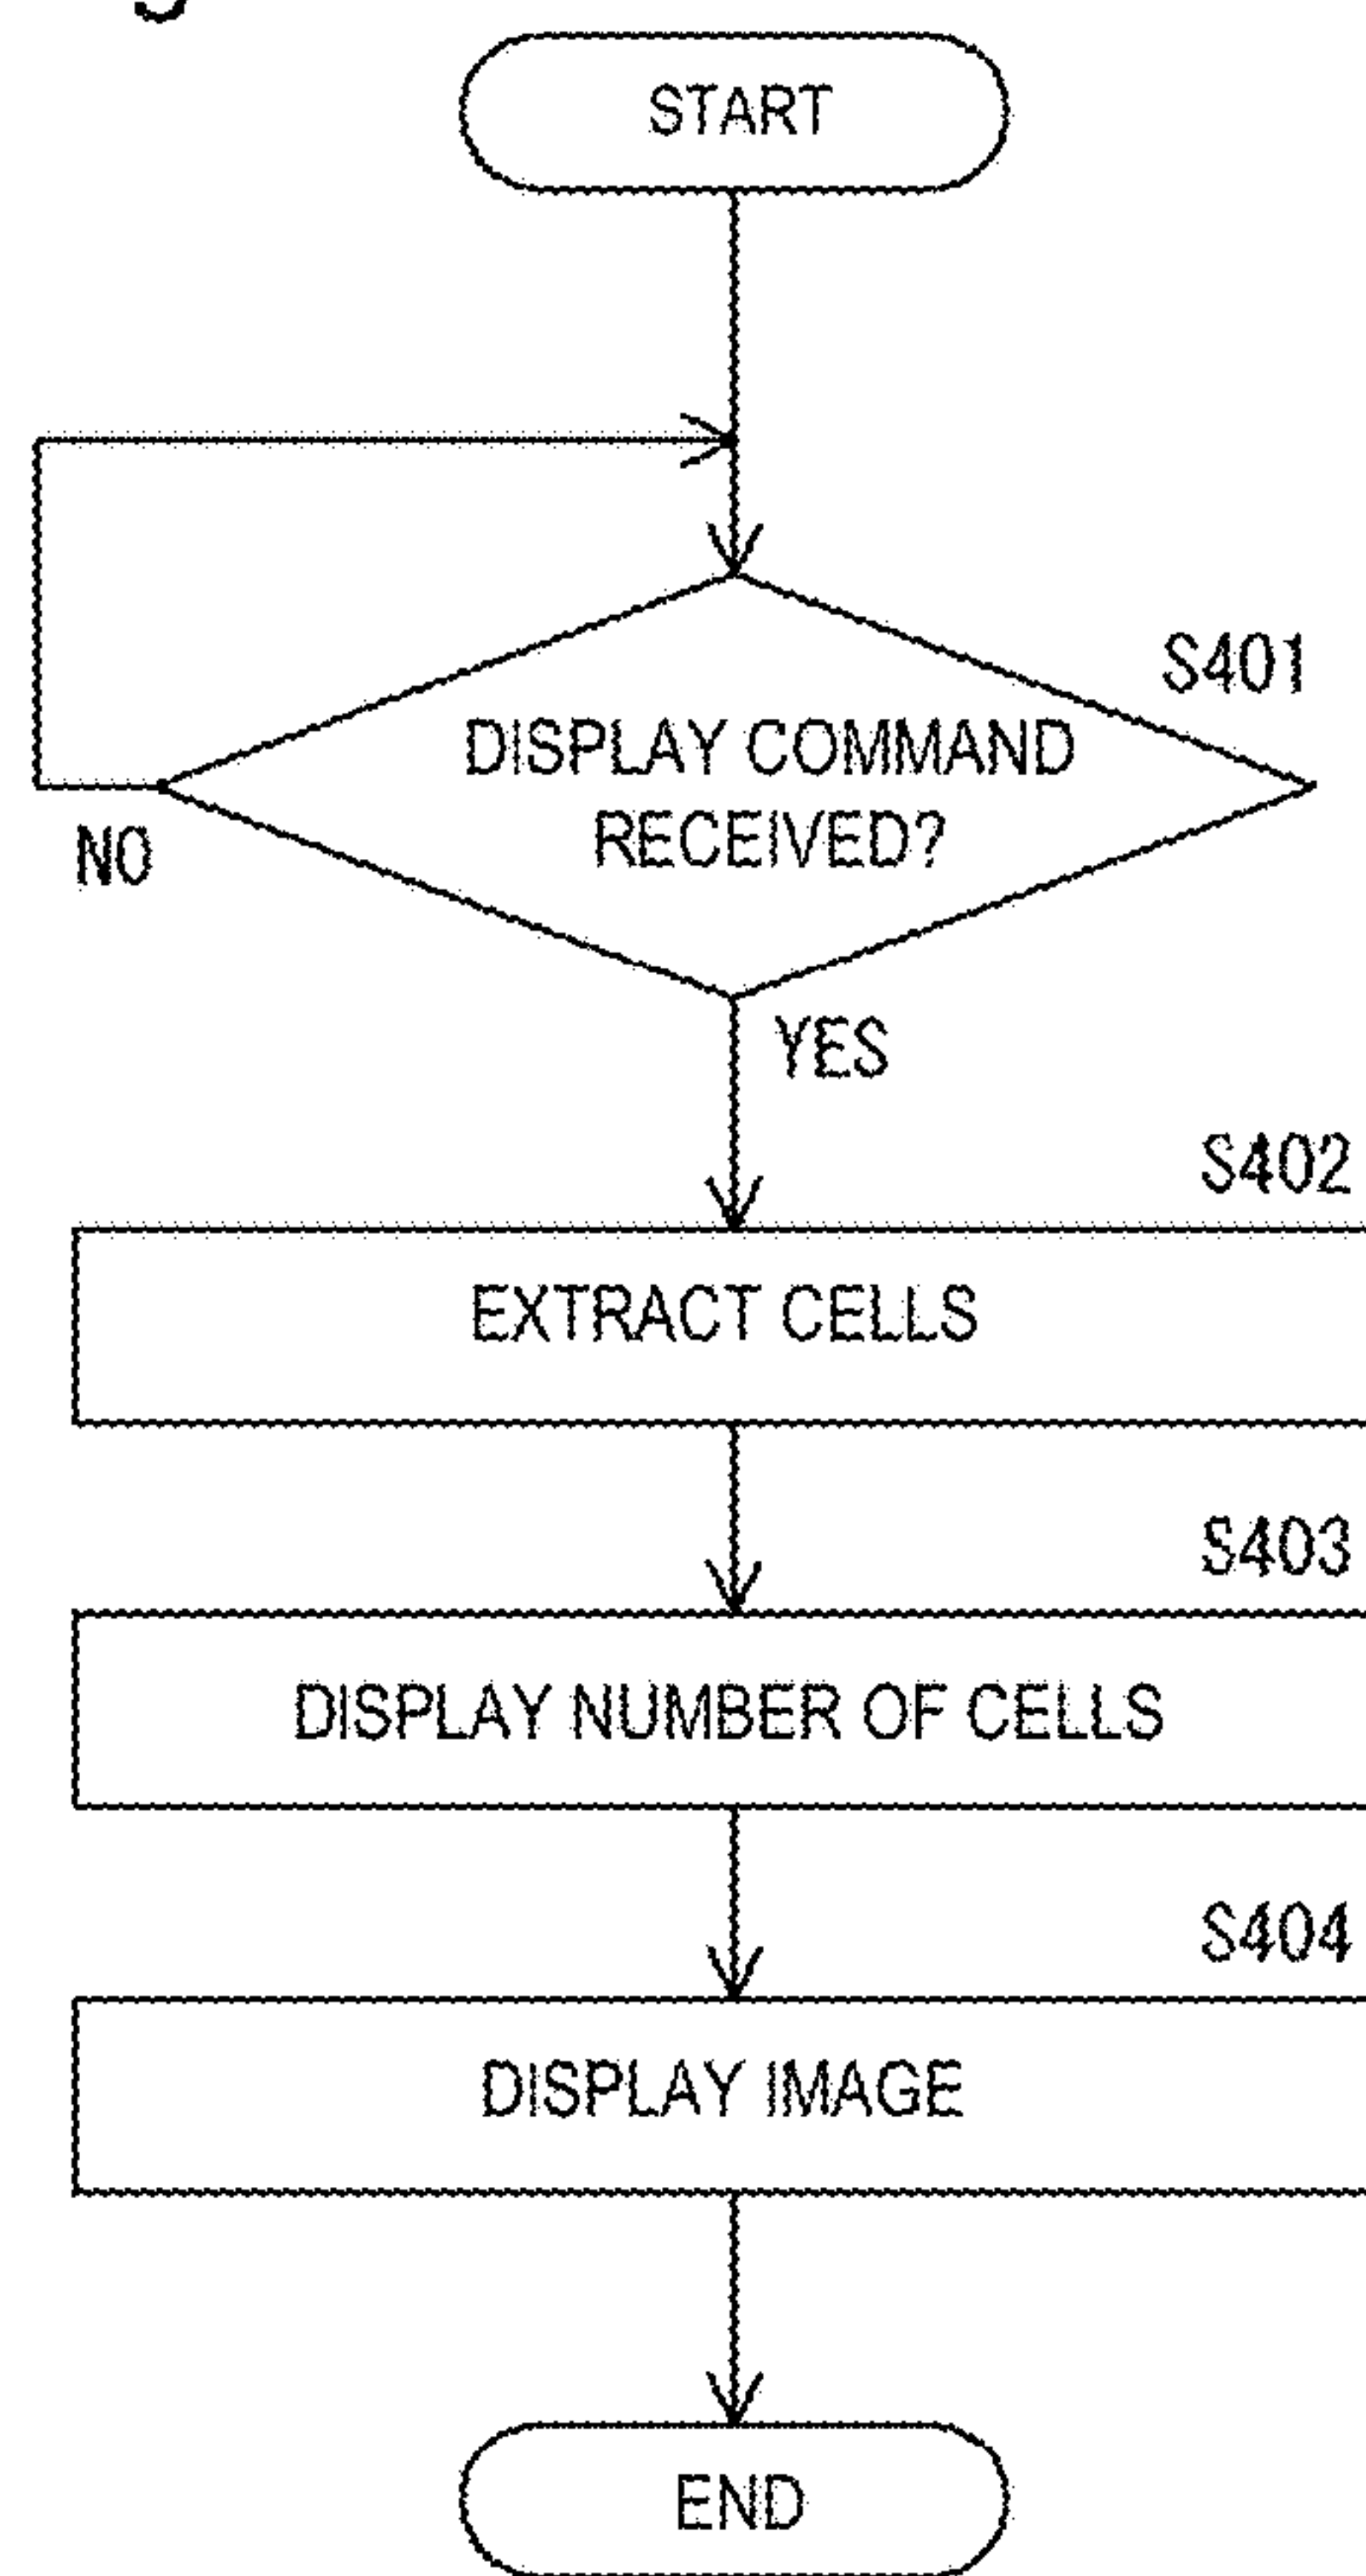 START
S401
DISPLAY COMMAND
RECEIVED?
NO
YES
S402
EXTRACT CELLS
S403
DISPLAY NUMBER OF CELLS
S404
DISPLAY IMAGE
END